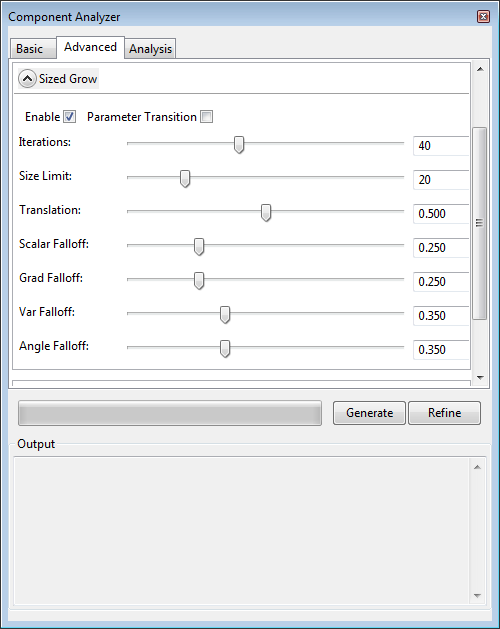 Component Analyzer
Basic Advanced Analysis
Sized Grow
Enable Parameter Transition
Iterations: 40
Size Limit: 20
Translation: 0.500
Scalar Falloff: 0.250
Grad Falloff: 0.250
Var Falloff: 0.350
Angle Falloff: 0.350
Generate Refine
Output